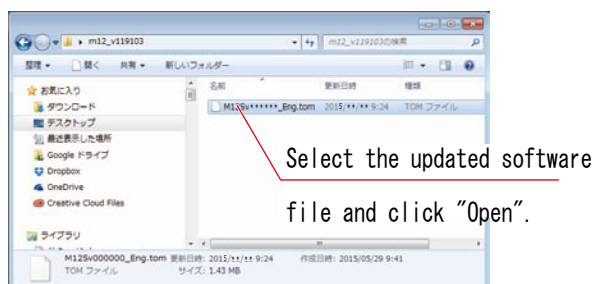 m12_v119103
m12_v119103の検索
整理 開く 共有 新しいフォルダー
お気に入り
ダウンロード
デスクトップ
最近表示した場所
Google ドライブ
Dropbox
OneDrive
Creative Cloud Files
ライブラリ
名前 更新日時 種類
M12Sv******_Eng.tom 2015/**/** 9:24 TOM ファイル
Select the updated software
file and click "Open".
M12Sv000000_Eng.tom 更新日時: 2015/**/** 9:24 作成日時: 2015/05/29 9:41
TOM ファイル サイズ: 1.43 MB